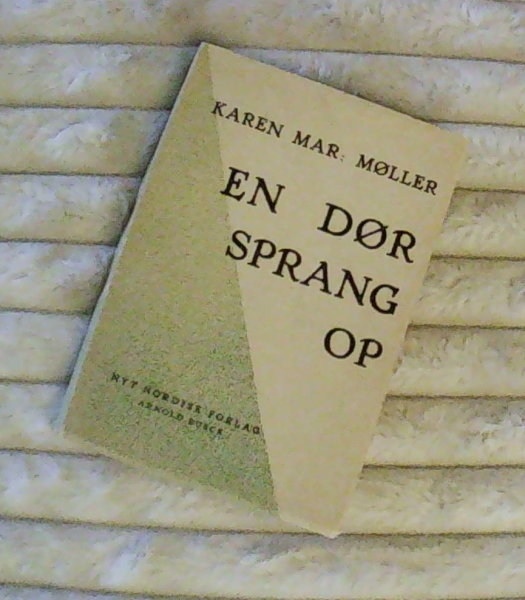 KAREN MAR: MØLLER
EN DØR
SPRANG
OP
NYT NORDISK FORLAG
ARNOLD BUSCK